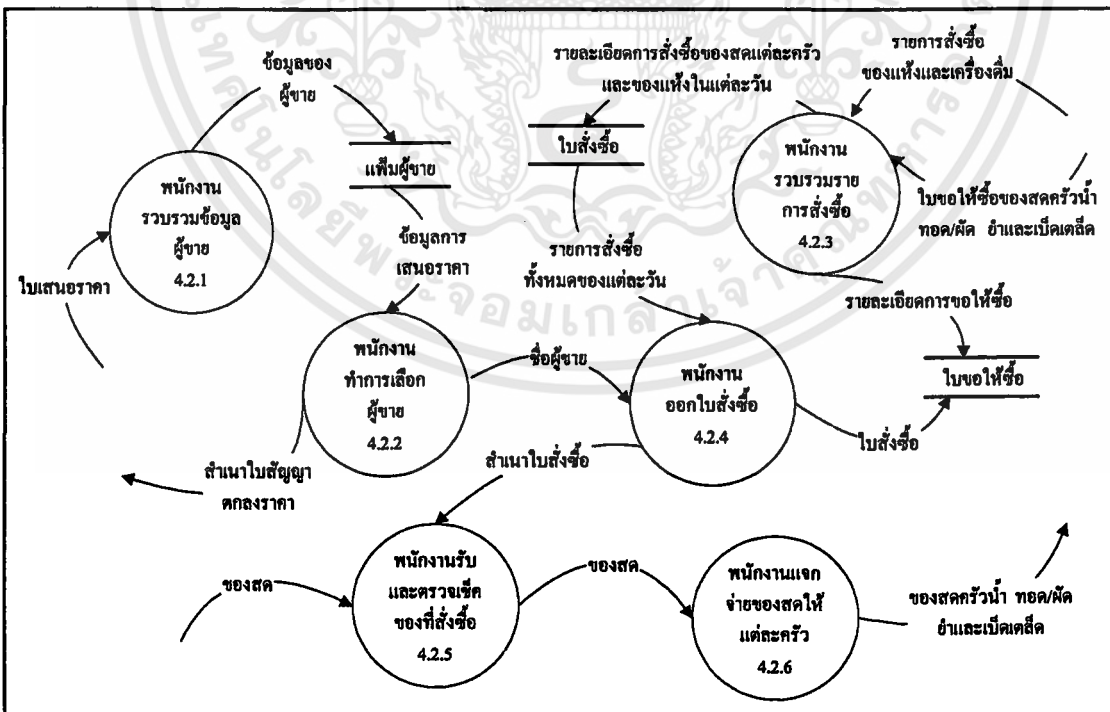 ข้อมูลของ
ผู้ขาย
รายละเอียดการสั่งซื้อของสดแต่ละครัว
และของแห้งในแต่ละวัน
รายการสั่งซื้อ
ของแห้งและเครื่องดื่ม
แฟ้มผู้ขาย
ใบสั่งซื้อ
พนักงาน
รวบรวมข้อมูล
ผู้ขาย
4.2.1
พนักงาน
รวบรวมราย
การสั่งซื้อ
4.2.3
ใบขอให้ซื้อของสดครัวน้ำ
ทอด/ผัด ยำและเบ็ดเตล็ด
ใบเสนอราคา
ข้อมูลการ
เสนอราคา
รายการสั่งซื้อ
ทั้งหมดของแต่ละวัน
รายละเอียดการขอให้ซื้อ
พนักงาน
ทำการเลือก
ผู้ขาย
4.2.2
ชื่อผู้ขาย
พนักงาน
ออกใบสั่งซื้อ
4.2.4
ใบขอให้ซื้อ
ใบสั่งซื้อ
สำเนาใบสัญญา
ตกลงราคา
สำเนาใบสั่งซื้อ
ของสด
พนักงานรับ
และตรวจเช็ค
ของที่สั่งซื้อ
4.2.5
ของสด
พนักงานแจก
จ่ายของสดให้
แต่ละครัว
4.2.6
ของสดครัวน้ำ ทอด/ผัด
ยำและเบ็ดเตล็ด